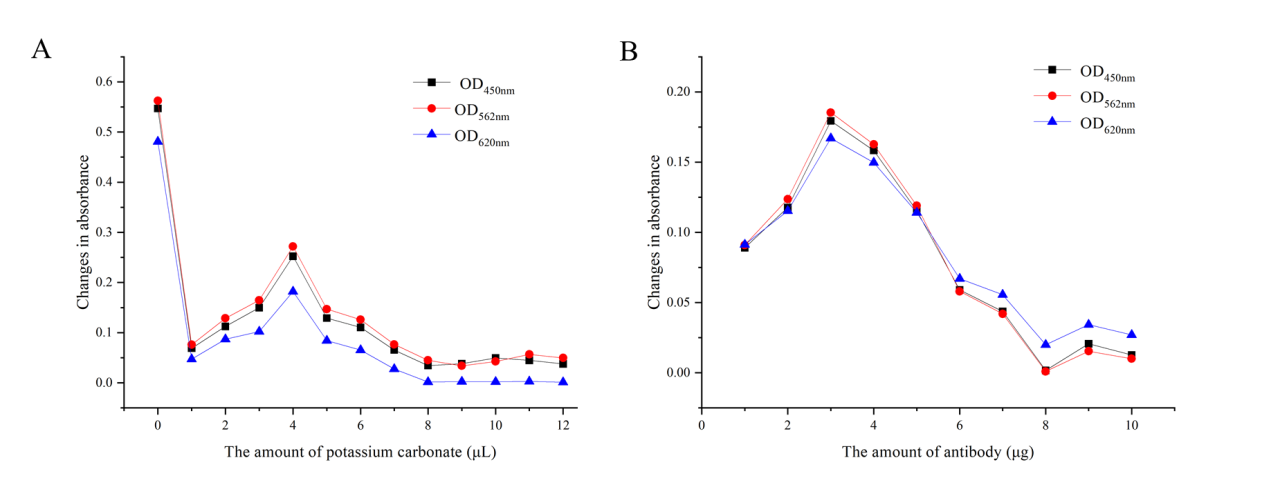 A
Changes in absorbance
0.6
0.5
0.4
0.3
0.2
0.1
0.0
OD450nm
OD562nm
OD620nm
0 2 4 6 8 10 12
The amount of potassium carbonate (μL)
B
Changes in absorbance
0.20
0.15
0.10
0.05
0.00
OD450nm
OD562nm
OD620nm
0 2 4 6 8 10
The amount of antibody (μg)